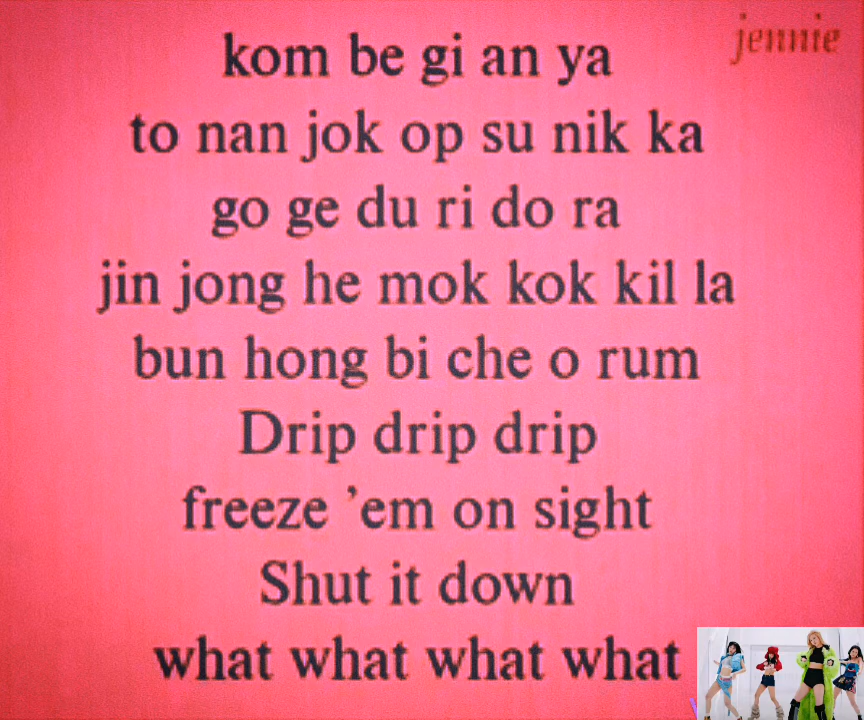 jennie
kom be gi an ya
to nan jok op su nik ka
go ge du ri do ra
jin jong he mok kok kil la
bun hong bi che o rum
Drip drip drip
freeze 'em on sight
Shut it down
what what what what